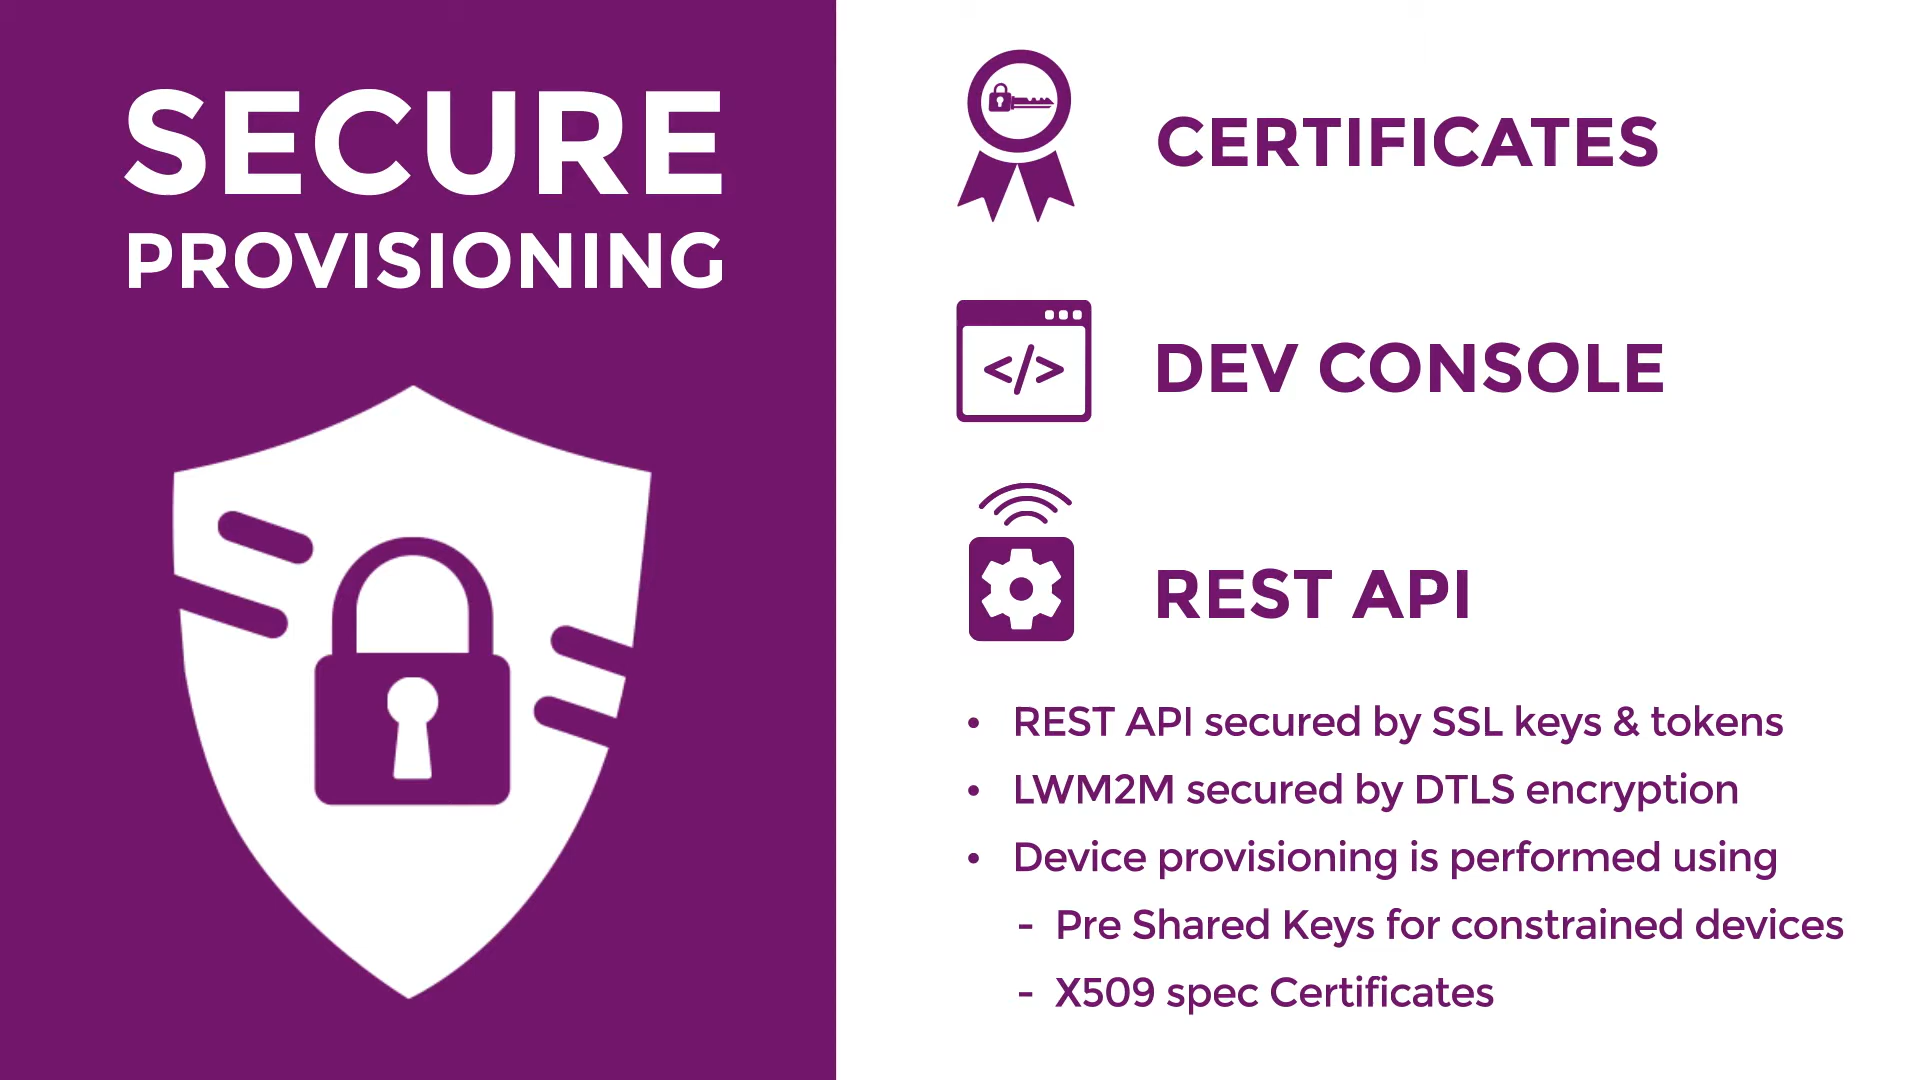 SECURE
PROVISIONING
CERTIFICATES
</>
DEV CONSOLE
REST API
• REST API secured by SSL keys & tokens
• LWM2M secured by DTLS encryption
• Device provisioning is performed using
- Pre Shared Keys for constrained devices
- X509 spec Certificates